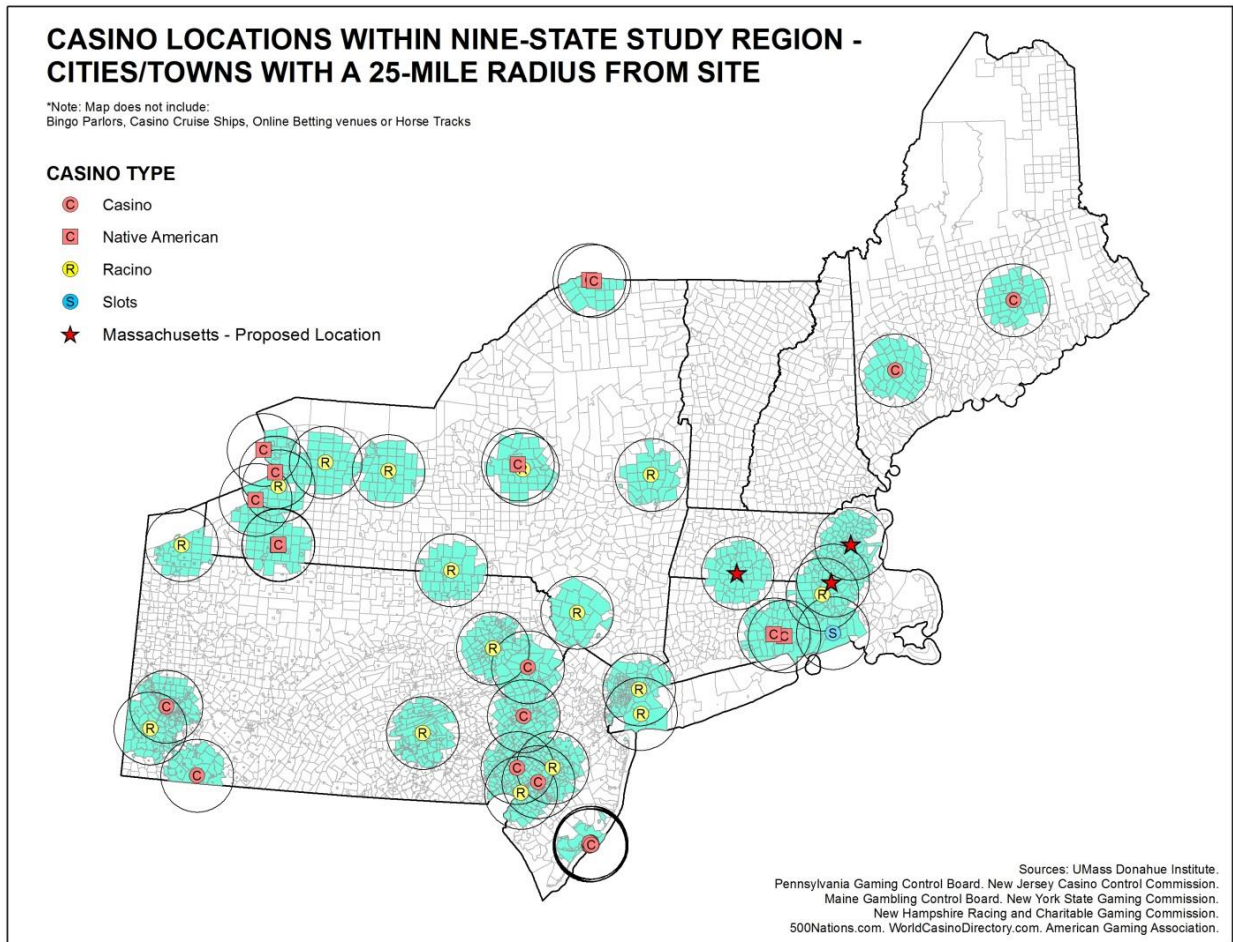 CASINO LOCATIONS WITHIN NINE-STATE STUDY REGION -
CITIES/TOWNS WITH A 25-MILE RADIUS FROM SITE
*Note: Map does not include:
Bingo Parlors, Casino Cruise Ships, Online Betting venues or Horse Tracks
CASINO TYPE
C Casino
C Native American
R Racino
S Slots
Massachusetts - Proposed Location
C
C
C
C
R
R
C
R
R
C
R
C
R
C
R
R
C
C
S
R
R
C
C
R
C
R
R
R
C
R
C
C
R
C
Sources: UMass Donahue Institute.
Pennsylvania Gaming Control Board. New Jersey Casino Control Commission.
Maine Gambling Control Board. New York State Gaming Commission.
New Hampshire Racing and Charitable Gaming Commission.
500Nations.com. WorldCasinoDirectory.com. American Gaming Association.